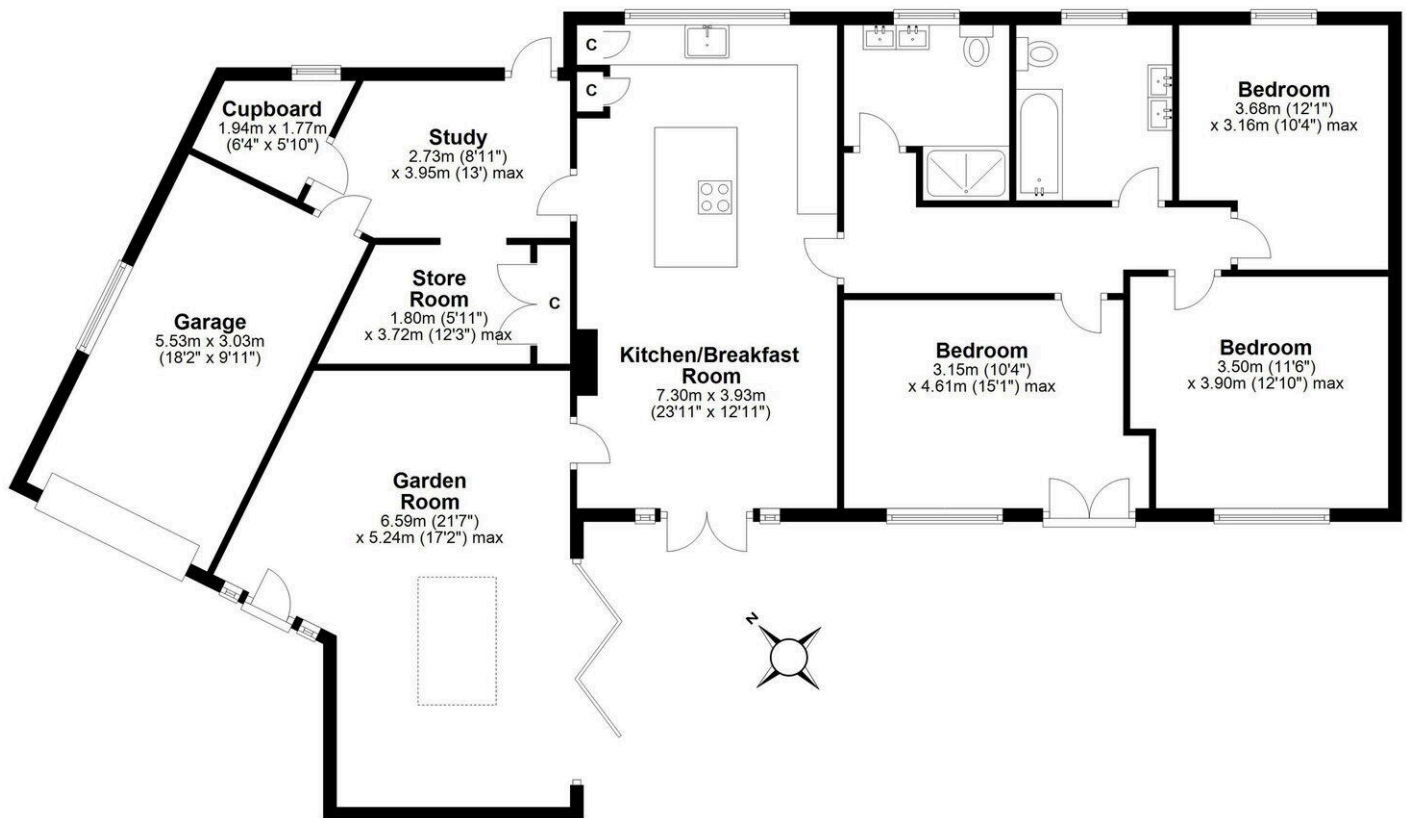 C
C
Cupboard
1.94m x 1.77m
(6'4" x 5'10")
Study
2.73m (8'11")
x 3.95m (13') max
Bedroom
3.68m (12'1")
x 3.16m (10'4") max
Store
Room
1.80m (5'11")
x 3.72m (12'3") max
C
Garage
5.53m x 3.03m
(18'2" x 9'11")
Kitchen/Breakfast
Room
7.30m x 3.93m
(23'11" x 12'11")
Bedroom
3.15m (10'4")
x 4.61m (15'1") max
Bedroom
3.50m (11'6")
x 3.90m (12'10") max
Garden
Room
6.59m (21'7")
x 5.24m (17'2") max
N